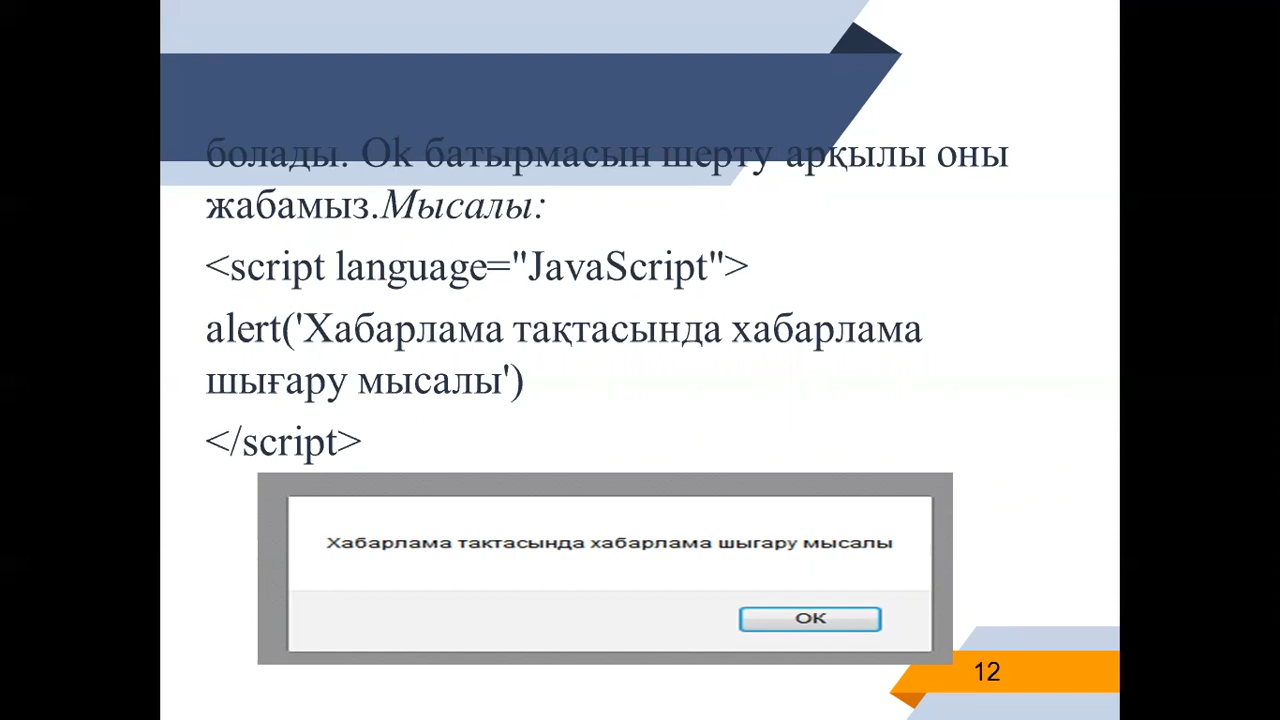 болады. Ok батырмасын шерту арқылы оны
жабамыз.Мысалы:
<script language="JavaScript">
alert('Хабарлама тақтасында хабарлама
шығару мысалы')
</script>
Хабарлама тактасында хабарлама шыгару мысалы
OK
12